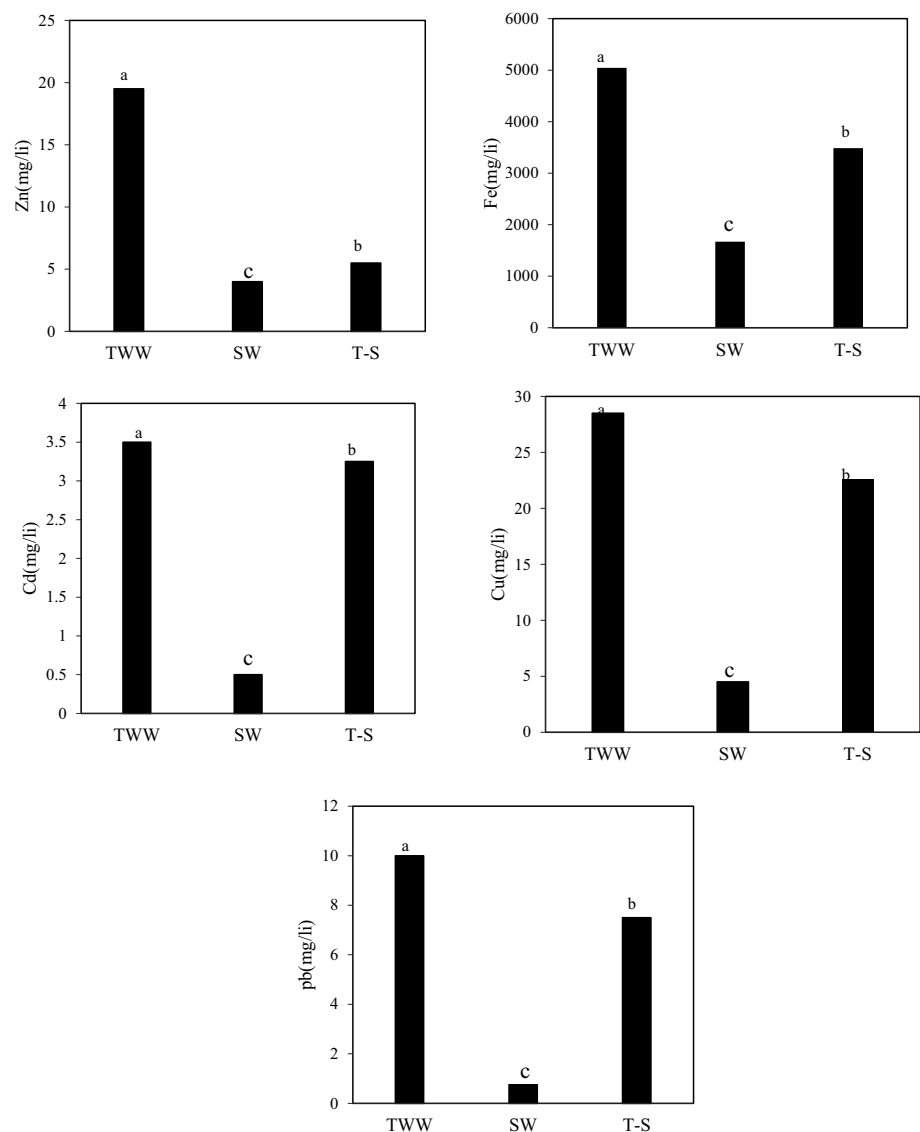 25
20
15
10
5
0
Zn(mg/li)
a
c
b
TWW SW T-S
6000
5000
4000
3000
2000
1000
0
Fe(mg/li)
a
c
b
TWW SW T-S
4
3.5
3
2.5
2
1.5
1
0.5
0
Cd(mg/li)
a
c
b
TWW SW T-S
30
25
20
15
10
5
0
Cu(mg/li)
a
c
b
TWW SW T-S
12
10
8
6
4
2
0
pb(mg/li)
a
c
b
TWW SW T-S